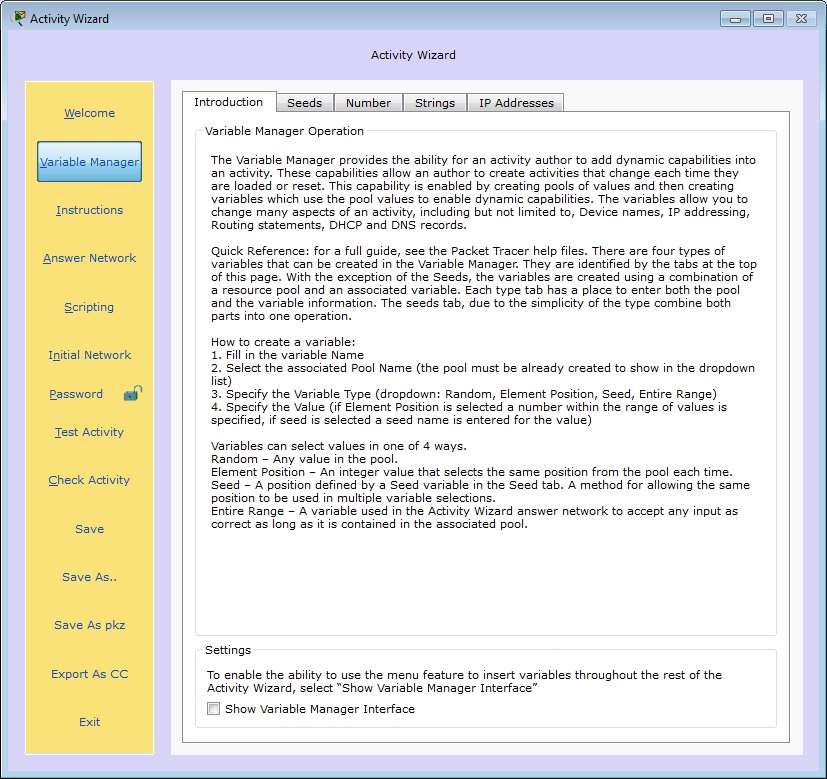 Activity Wizard
Activity Wizard
Welcome
Variable Manager
Instructions
Answer Network
Scripting
Initial Network
Password
Test Activity
Check Activity
Save
Save As..
Save As pkz
Export As CC
Exit
Introduction
Seeds
Number
Strings
IP Addresses
Variable Manager Operation
The Variable Manager provides the ability for an activity author to add dynamic capabilities into
an activity. These capabilities allow an author to create activities that change each time they
are loaded or reset. This capability is enabled by creating pools of values and then creating
variables which use the pool values to enable dynamic capabilities. The variables allow you to
change many aspects of an activity, including but not limited to, Device names, IP addressing,
Routing statements, DHCP and DNS records.
Quick Reference: for a full guide, see the Packet Tracer help files. There are four types of
variables that can be created in the Variable Manager. They are identified by the tabs at the top
of this page. With the exception of the Seeds, the variables are created using a combination of
a resource pool and an associated variable. Each type tab has a place to enter both the pool
and the variable information. The seeds tab, due to the simplicity of the type combine both
parts into one operation.
How to create a variable:
1. Fill in the variable Name
2. Select the associated Pool Name (the pool must be already created to show in the dropdown
list)
3. Specify the Variable Type (dropdown: Random, Element Position, Seed, Entire Range)
4. Specify the Value (if Element Position is selected a number within the range of values is
specified, if seed is selected a seed name is entered for the value)
Variables can select values in one of 4 ways.
Random – Any value in the pool.
Element Position – An integer value that selects the same position from the pool each time.
Seed – A position defined by a Seed variable in the Seed tab. A method for allowing the same
position to be used in multiple variable selections.
Entire Range – A variable used in the Activity Wizard answer network to accept any input as
correct as long as it is contained in the associated pool.
Settings
To enable the ability to use the menu feature to insert variables throughout the rest of the
Activity Wizard, select “Show Variable Manager Interface”
Show Variable Manager Interface